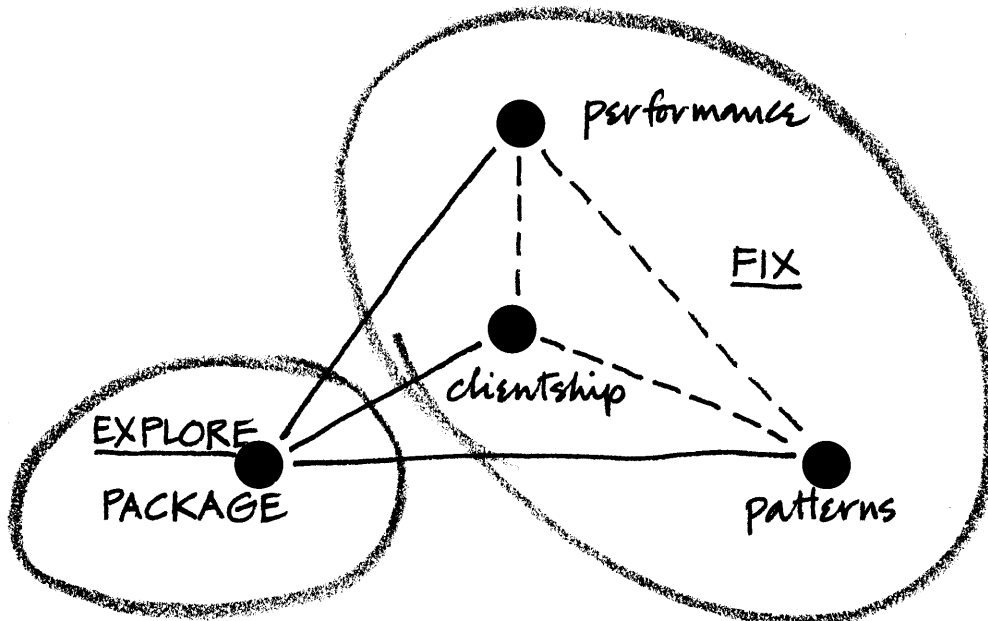 performance
FIX
clientship
EXPLORE
PACKAGE
patterns